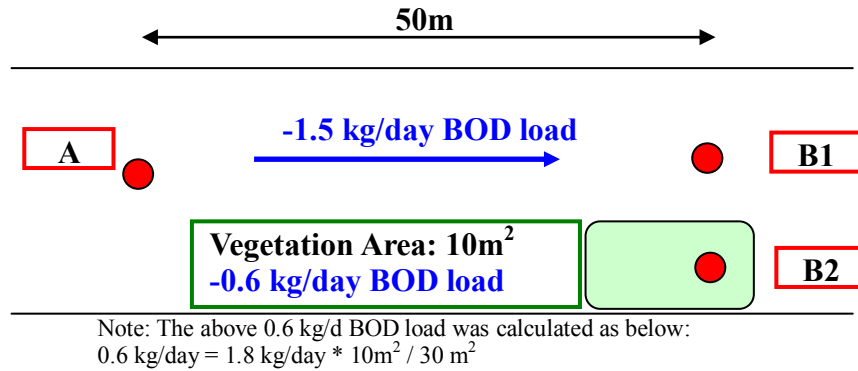 50m
-1.5 kg/day BOD load
A
B1
Vegetation Area: 10m²
-0.6 kg/day BOD load
B2
Note: The above 0.6 kg/d BOD load was calculated as below:
0.6 kg/day = 1.8 kg/day * 10m² / 30 m²